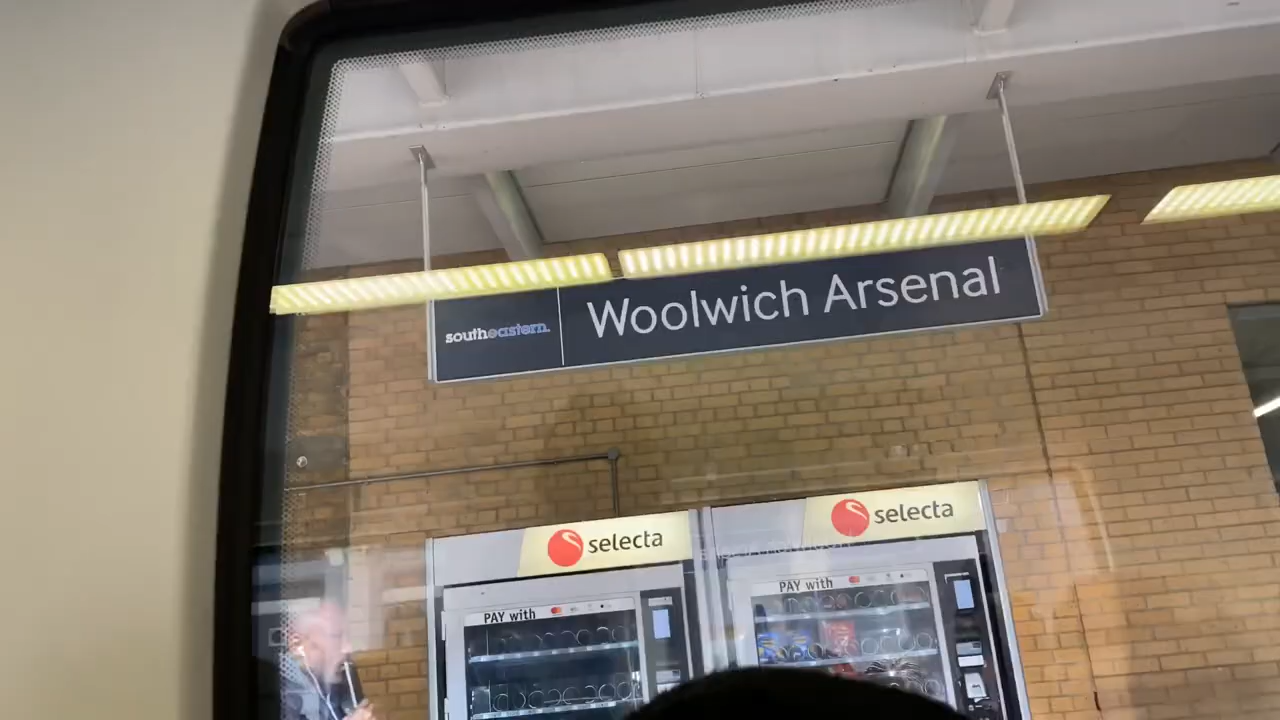 southeastern.
Woolwich Arsenal
selecta
selecta
PAY with
PAY with